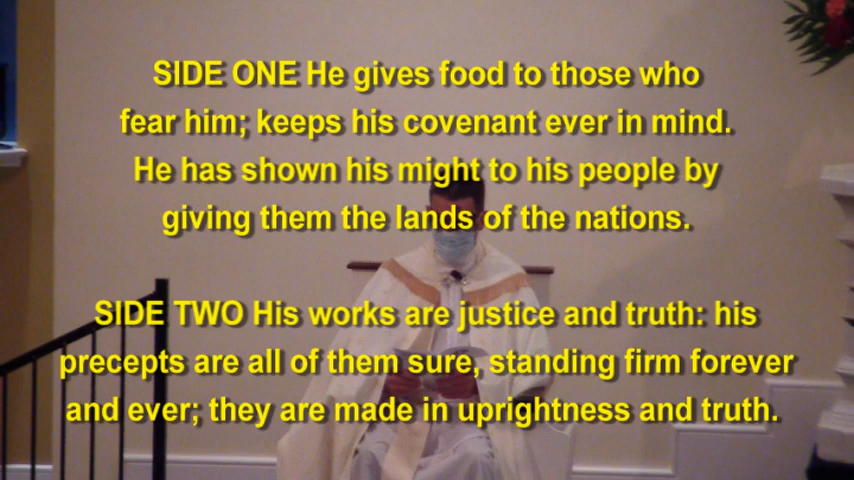 SIDE ONE He gives food to those who
fear him; keeps his covenant ever in mind.
He has shown his might to his people by
giving them the lands of the nations.
SIDE TWO His works are justice and truth: his
precepts are all of them sure, standing firm forever
and ever; they are made in uprightness and truth.